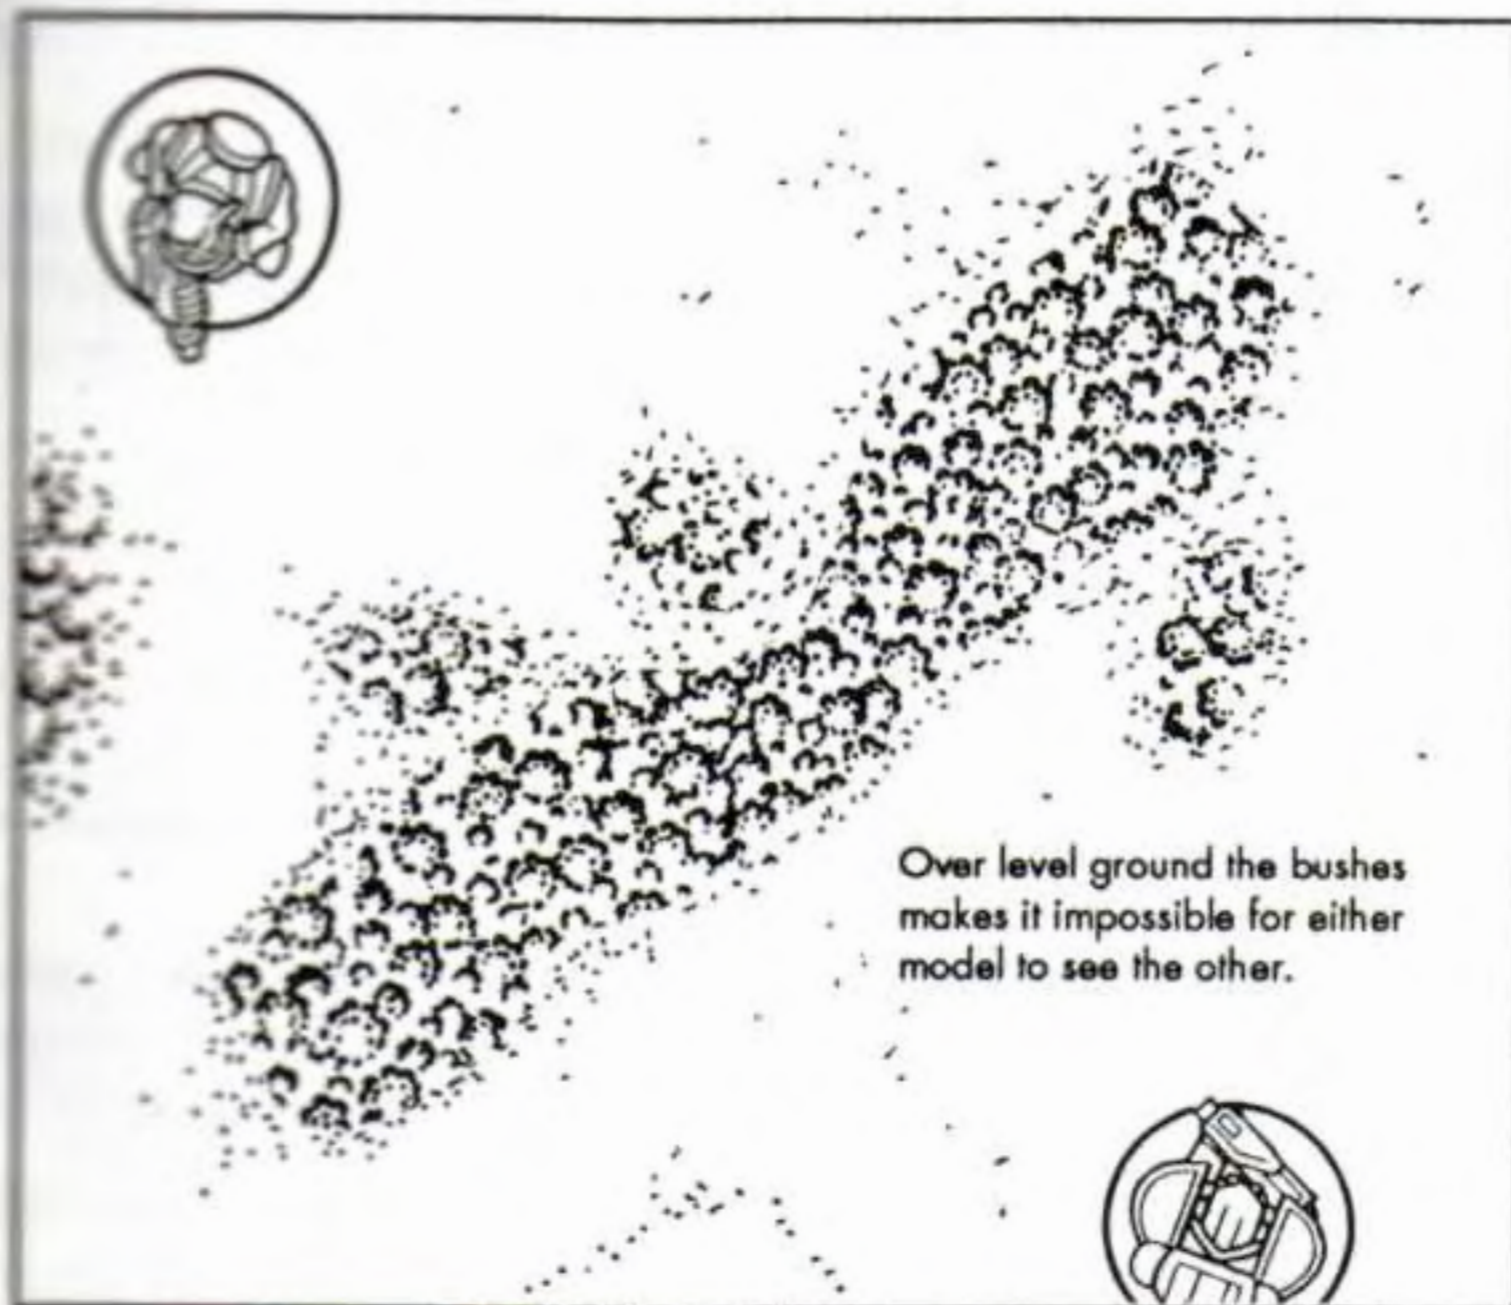 Over level ground the bushes
makes it impossible for either
model to see the other.